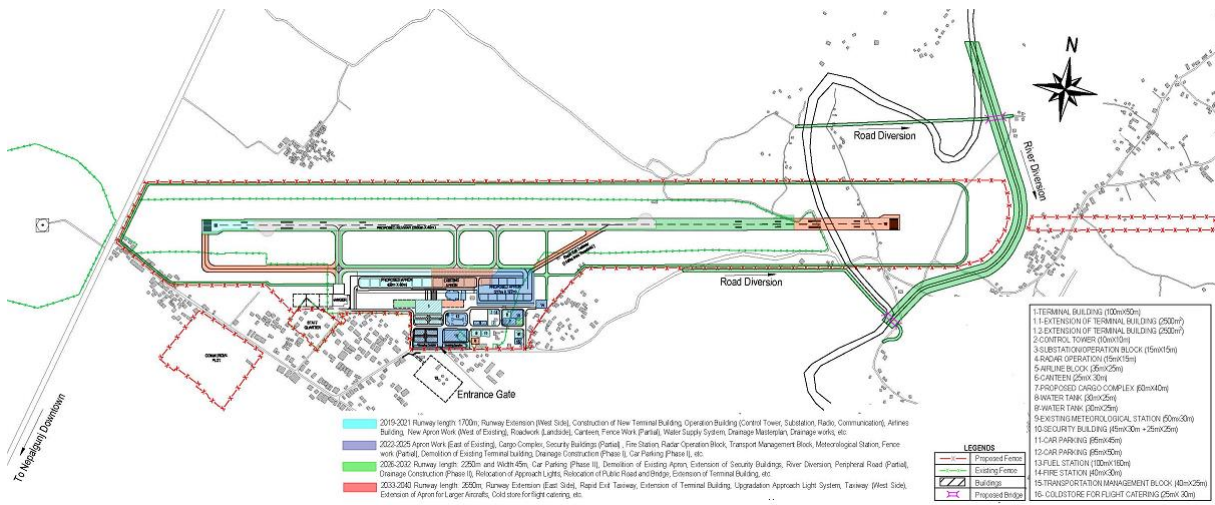 N
Road Diversion
River Diversion
Road Diversion
STAFF
QUARTER
Entrance Gate
To Nepalgunj Downtown
1-TERMINAL BUILDING (100mX50m)
1.1-EXTENSION OF TERMINAL BUILDING (2500m²)
1.2-EXTENSION OF TERMINAL BUILDING (2500m²)
2-CONTROL TOWER (10mX10m)
3-SUBSTATION/OPERATION BLOCK (15mX15m)
4-RADAR OPERATION (15mX15m)
5-AIRLINE BLOCK (35mX25m)
6-CANTEEN (25mX 30m)
7-PROPOSED CARGO COMPLEX (60mX40m)
8-WATER TANK (30mX25m)
8'-WATER TANK (30mX25m)
9-EXISTING METEOROLOGICAL STATION (50mx30m)
10-SECURITY BUILDING (45mX30m + 25mX25m)
11-CAR PARKING (95mX45m)
12-CAR PARKING (95mX50m)
13-FUEL STATION (100mX160m)
14-FIRE STATION (40mX30m)
15-TRANSPORTATION MANAGEMENT BLOCK (40mX25m)
16- COLDSTORE FOR FLIGHT CATERING (25mX 30m)
LEGENDS
Proposed Fence
Existing Fence
Buildings
Proposed Bridge
2019-2021 Runway length: 1700m; Runway Extension (West Side), Construction of New Terminal Building, Operation Building (Control Tower, Substation, Radio, Communication), Airlines
Building, New Apron Work (West of Existing), Roadwork (Landside), Canteen, Fence Work (Partial), Water Supply System, Drainage Masterplan, Drainage works, etc.
2022-2025 Apron Work (East of Existing), Cargo Complex, Security Buildings (Partial), Fire Station, Radar Operation Block, Transport Management Block, Meteorological Station, Fence
work (Partial), Demolition of Existing Terminal building, Drainage Construction (Phase I), Car Parking (Phase I), etc.
2026-2032 Runway length: 2250m and Width 45m, Car Parking (Phase II), Demolition of Existing Apron, Extension of Security Buildings, River Diversion, Peripheral Road (Partial),
Drainage Construction (Phase II), Relocation of Approach Lights, Relocation of Public Road and Bridge, Extension of Terminal Building, etc.
2033-2040 Runway length: 2650m; Runway Extension (East Side), Rapid Exit Taxiway, Extension of Terminal Building, Upgradation Approach Light System, Taxiway (West Side),
Extension of Apron for Larger Aircrafts, Cold store for flight catering, etc.